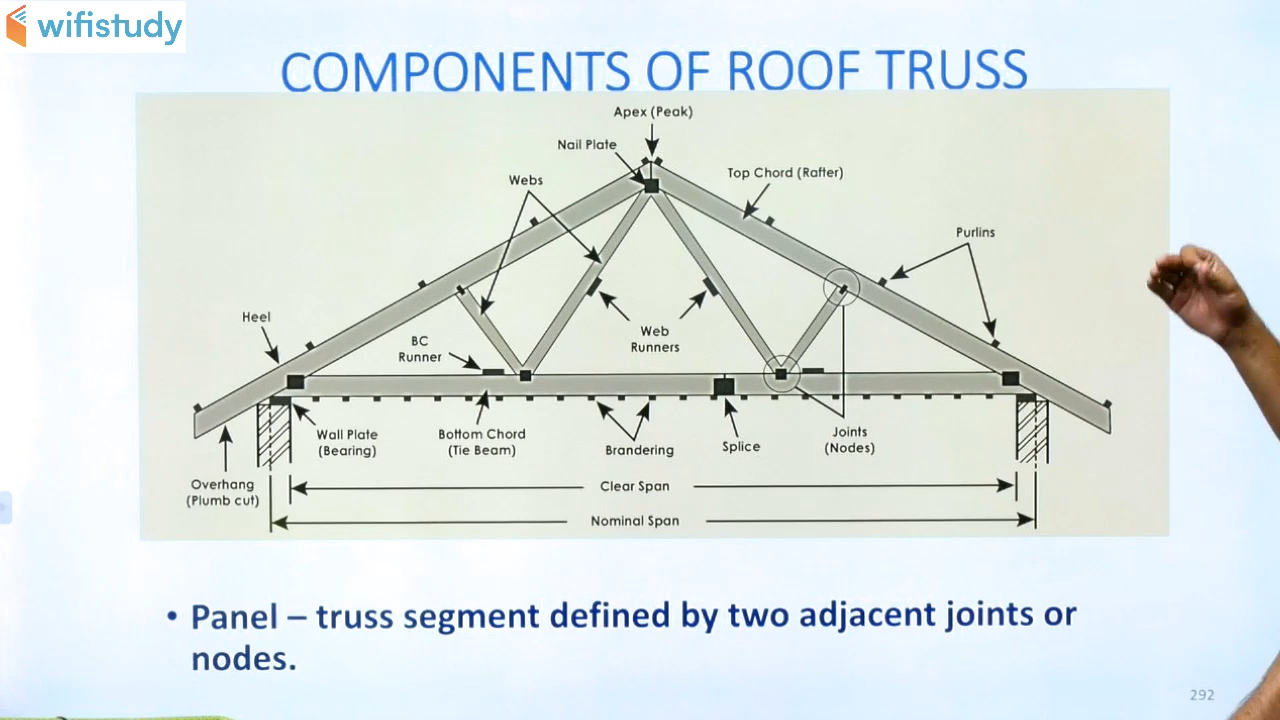 wifistudy
COMPONENTS OF ROOF TRUSS
Apex (Peak)
Nail Plate
Top Chord (Rafter)
Webs
Purlins
Heel
BC
Runner
Web
Runners
Wall Plate
(Bearing)
Bottom Chord
(Tie Beam)
Brandering
Splice
Joints
(Nodes)
Overhang
(Plumb cut)
Clear Span
Nominal Span
• Panel – truss segment defined by two adjacent joints or
nodes.
292